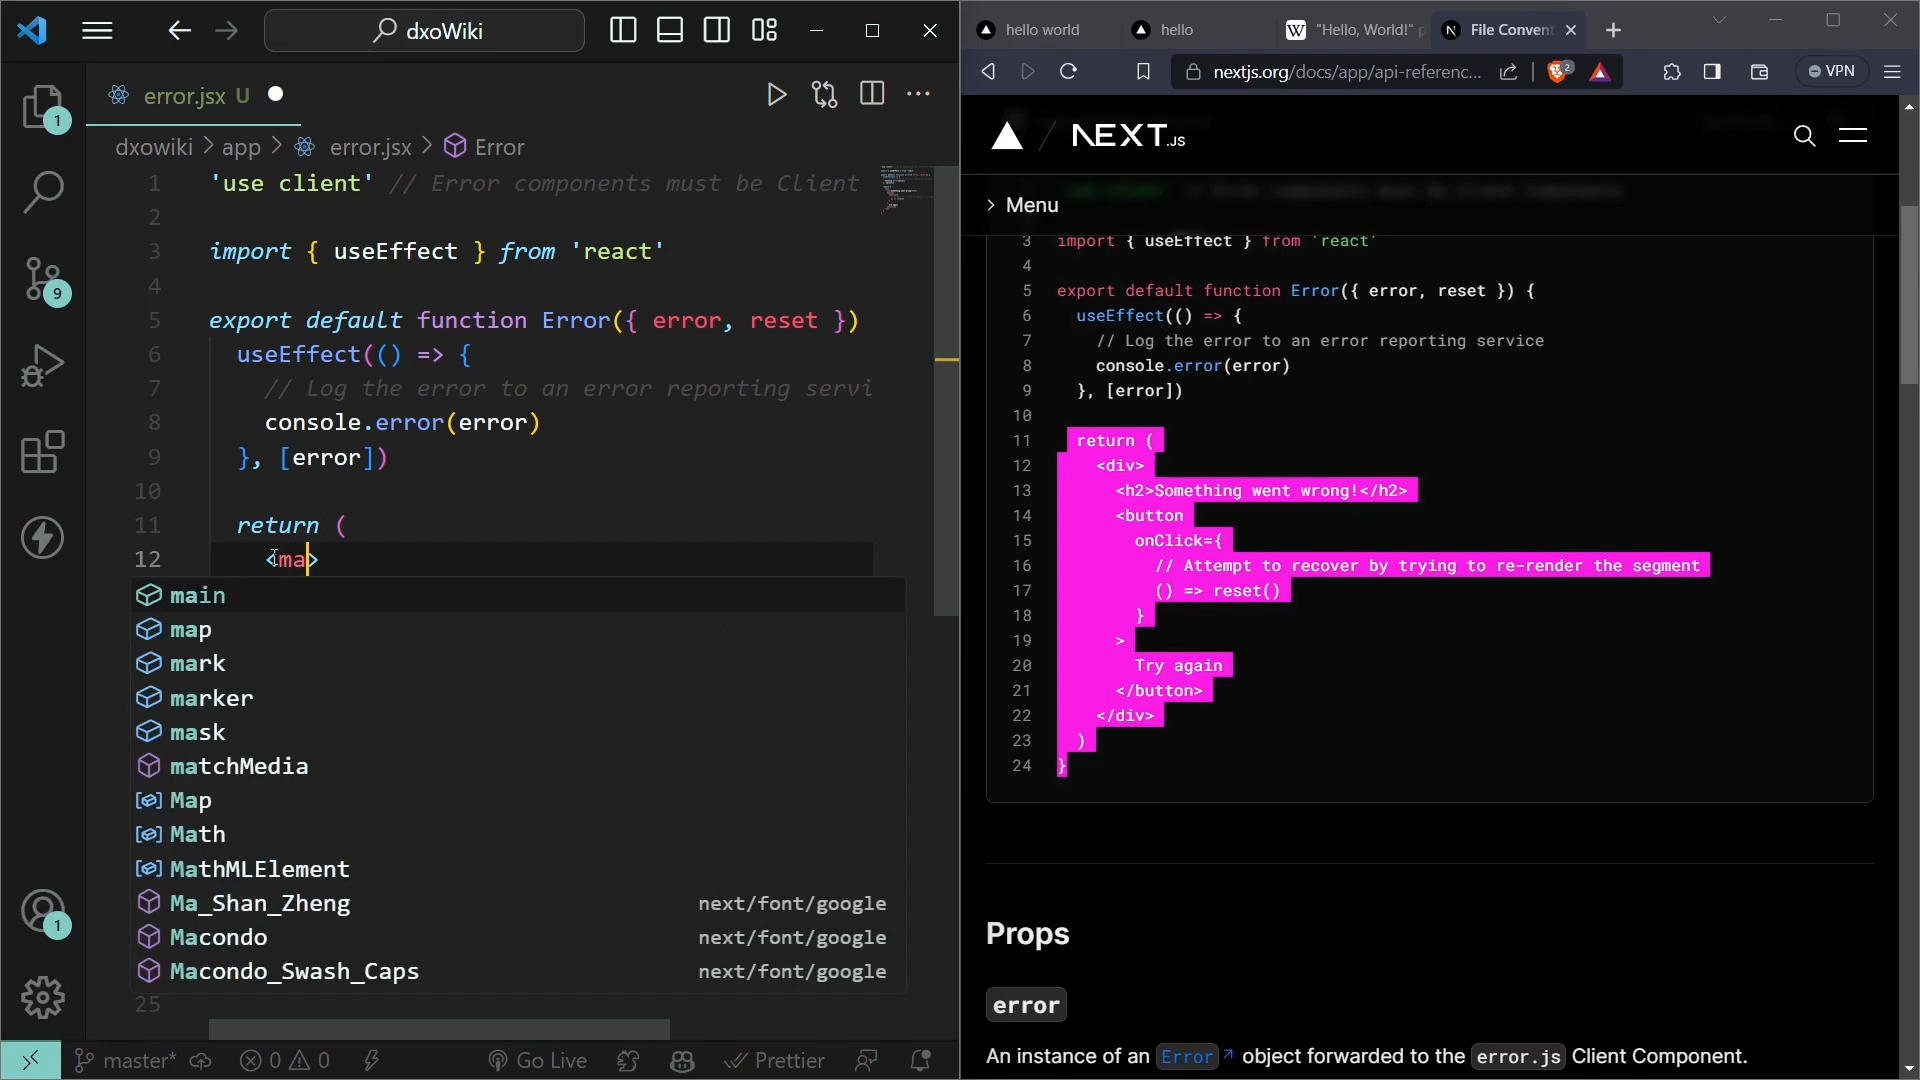 dxoWiki
error.jsx U
dxowiki > app > error.jsx > Error
1 'use client' // Error components must be Client
2
3 import { useEffect } from 'react'
4
5 export default function Error({ error, reset })
6 useEffect(() => {
7 // Log the error to an error reporting servi
8 console.error(error)
9 }, [error])
10
11 return (
12 <ma>
main
map
mark
marker
mask
matchMedia
Map
Math
MathMLElement
Ma_Shan_Zheng next/font/google
Macondo next/font/google
Macondo_Swash_Caps next/font/google
25
1
9
1
master* 0 0 Go Live Prettier
hello world
hello
W "Hello, World!" p
N File Convent
nextjs.org/docs/app/api-referenc...
2
VPN
NEXT.JS
> Menu
3 import { useEffect } from 'react'
4
5 export default function Error({ error, reset }) {
6 useEffect(() => {
7 // Log the error to an error reporting service
8 console.error(error)
9 }, [error])
10
11 return (
12 <div>
13 <h2>Something went wrong!</h2>
14 <button
15 onClick={
16 // Attempt to recover by trying to re-render the segment
17 () => reset()
18 }
19 >
20 Try again
21 </button>
22 </div>
23 )
24 }
Props
error
An instance of an Error object forwarded to the error.js Client Component.